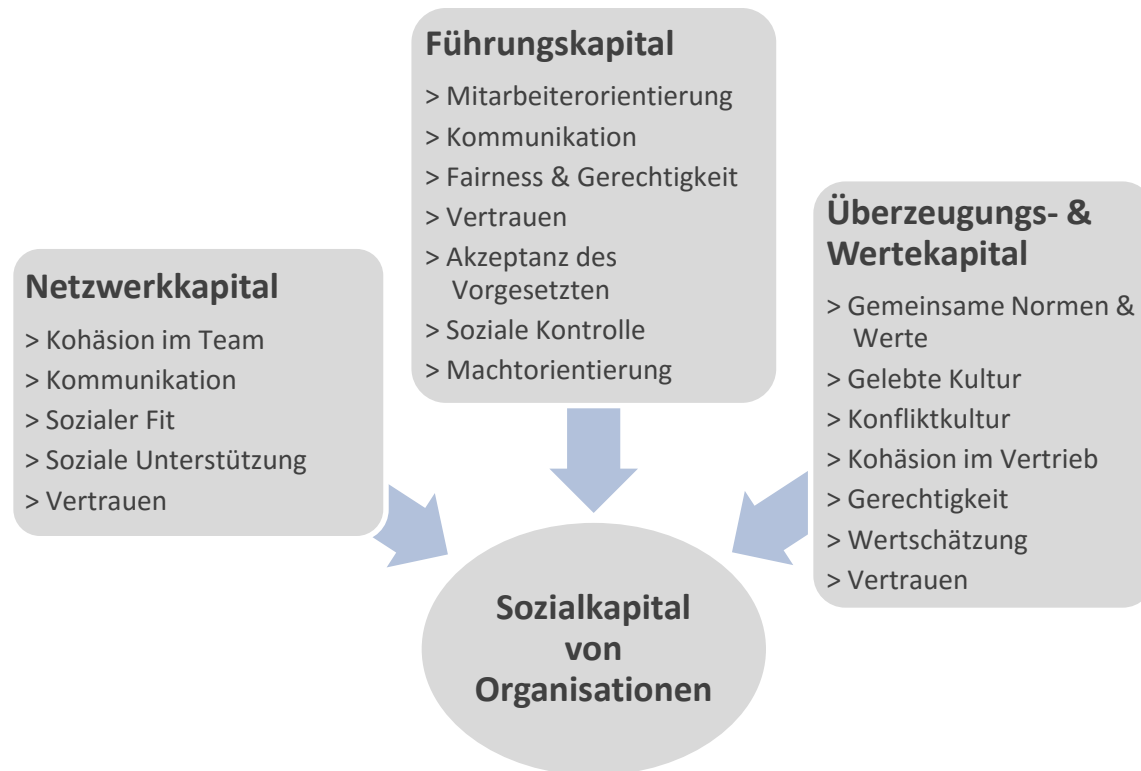 Führungskapital
> Mitarbeiterorientierung
> Kommunikation
> Fairness & Gerechtigkeit
> Vertrauen
> Akzeptanz des
Vorgesetzten
> Soziale Kontrolle
> Machtorientierung
Netzwerkkapital
> Kohäsion im Team
> Kommunikation
> Sozialer Fit
> Soziale Unterstützung
> Vertrauen
Überzeugungs- &
Wertekapital
> Gemeinsame Normen &
Werte
> Gelebte Kultur
> Konfliktkultur
> Kohäsion im Vertrieb
> Gerechtigkeit
> Wertschätzung
> Vertrauen
Sozialkapital
von
Organisationen